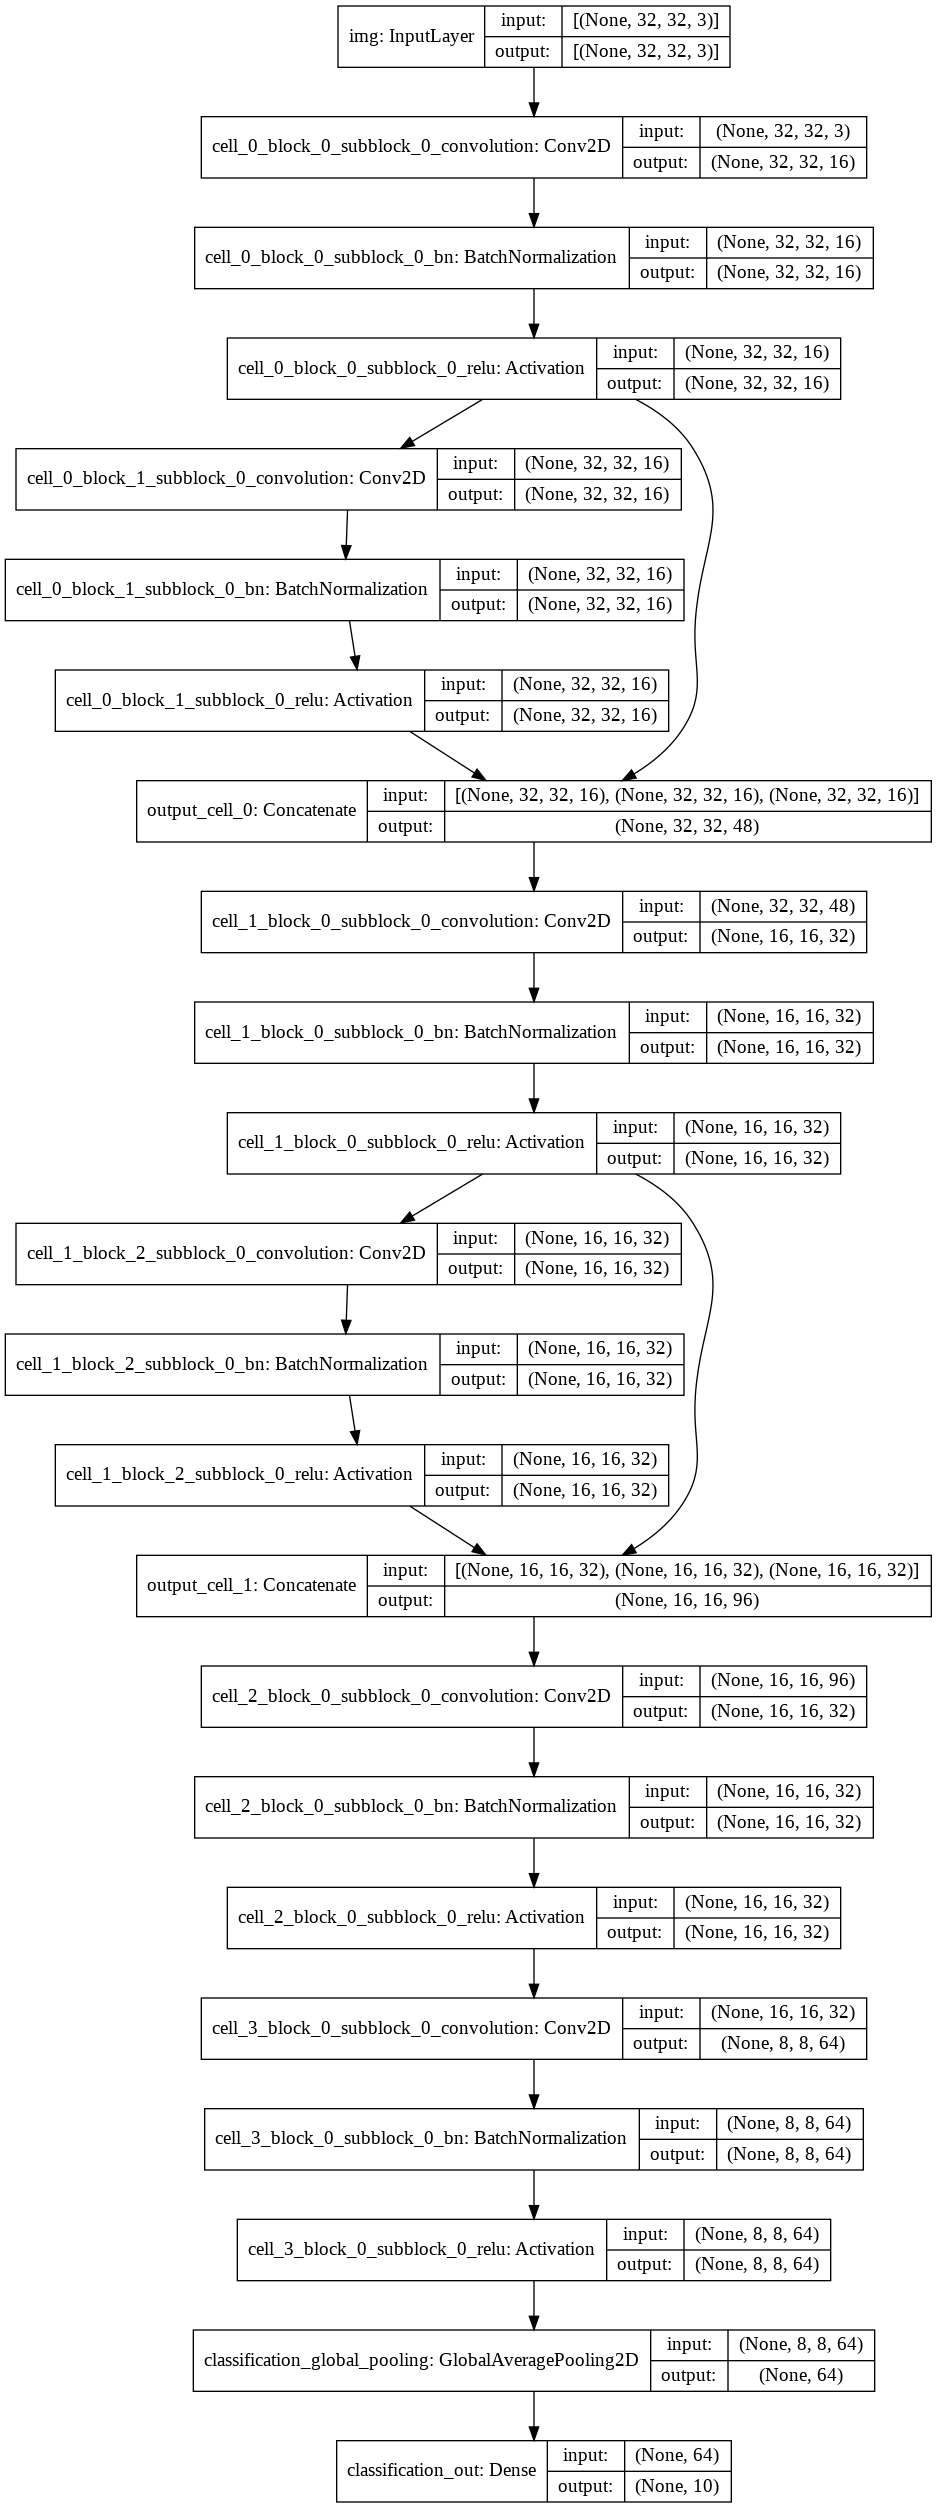 img: InputLayer
input: [(None, 32, 32, 3)]
output: [(None, 32, 32, 3)]
cell_0_block_0_subblock_0_convolution: Conv2D
input: (None, 32, 32, 3)
output: (None, 32, 32, 16)
cell_0_block_0_subblock_0_bn: BatchNormalization
input: (None, 32, 32, 16)
output: (None, 32, 32, 16)
cell_0_block_0_subblock_0_relu: Activation
input: (None, 32, 32, 16)
output: (None, 32, 32, 16)
cell_0_block_1_subblock_0_convolution: Conv2D
input: (None, 32, 32, 16)
output: (None, 32, 32, 16)
cell_0_block_1_subblock_0_bn: BatchNormalization
input: (None, 32, 32, 16)
output: (None, 32, 32, 16)
cell_0_block_1_subblock_0_relu: Activation
input: (None, 32, 32, 16)
output: (None, 32, 32, 16)
output_cell_0: Concatenate
input: [(None, 32, 32, 16), (None, 32, 32, 16), (None, 32, 32, 16)]
output: (None, 32, 32, 48)
cell_1_block_0_subblock_0_convolution: Conv2D
input: (None, 32, 32, 48)
output: (None, 16, 16, 32)
cell_1_block_0_subblock_0_bn: BatchNormalization
input: (None, 16, 16, 32)
output: (None, 16, 16, 32)
cell_1_block_0_subblock_0_relu: Activation
input: (None, 16, 16, 32)
output: (None, 16, 16, 32)
cell_1_block_2_subblock_0_convolution: Conv2D
input: (None, 16, 16, 32)
output: (None, 16, 16, 32)
cell_1_block_2_subblock_0_bn: BatchNormalization
input: (None, 16, 16, 32)
output: (None, 16, 16, 32)
cell_1_block_2_subblock_0_relu: Activation
input: (None, 16, 16, 32)
output: (None, 16, 16, 32)
output_cell_1: Concatenate
input: [(None, 16, 16, 32), (None, 16, 16, 32), (None, 16, 16, 32)]
output: (None, 16, 16, 96)
cell_2_block_0_subblock_0_convolution: Conv2D
input: (None, 16, 16, 96)
output: (None, 16, 16, 32)
cell_2_block_0_subblock_0_bn: BatchNormalization
input: (None, 16, 16, 32)
output: (None, 16, 16, 32)
cell_2_block_0_subblock_0_relu: Activation
input: (None, 16, 16, 32)
output: (None, 16, 16, 32)
cell_3_block_0_subblock_0_convolution: Conv2D
input: (None, 16, 16, 32)
output: (None, 8, 8, 64)
cell_3_block_0_subblock_0_bn: BatchNormalization
input: (None, 8, 8, 64)
output: (None, 8, 8, 64)
cell_3_block_0_subblock_0_relu: Activation
input: (None, 8, 8, 64)
output: (None, 8, 8, 64)
classification_global_pooling: GlobalAveragePooling2D
input: (None, 8, 8, 64)
output: (None, 64)
classification_out: Dense
input: (None, 64)
output: (None, 10)